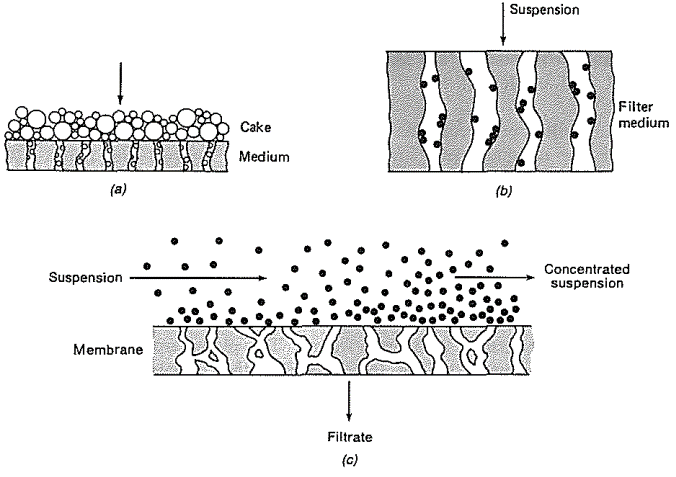 Suspension
Cake
Medium
(a)
Filter
medium
(b)
Suspension
Concentrated
suspension
Membrane
Filtrate
(c)